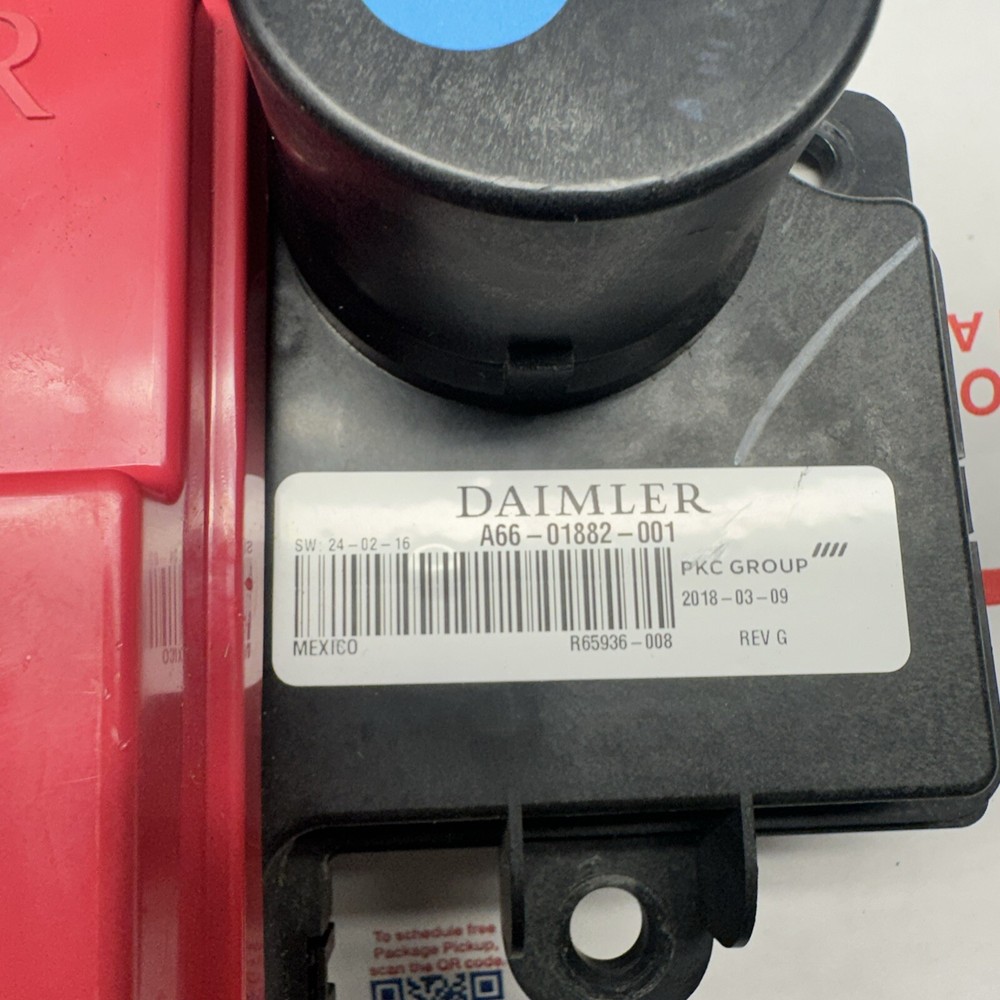 R
DAIMLER
A66-01882-001
SW: 24-02-16
PKC GROUP
2018-03-09
MEXICO
R65936-008
REV G
A
O
To schedule free
Package Pickup,
scan the QR code.